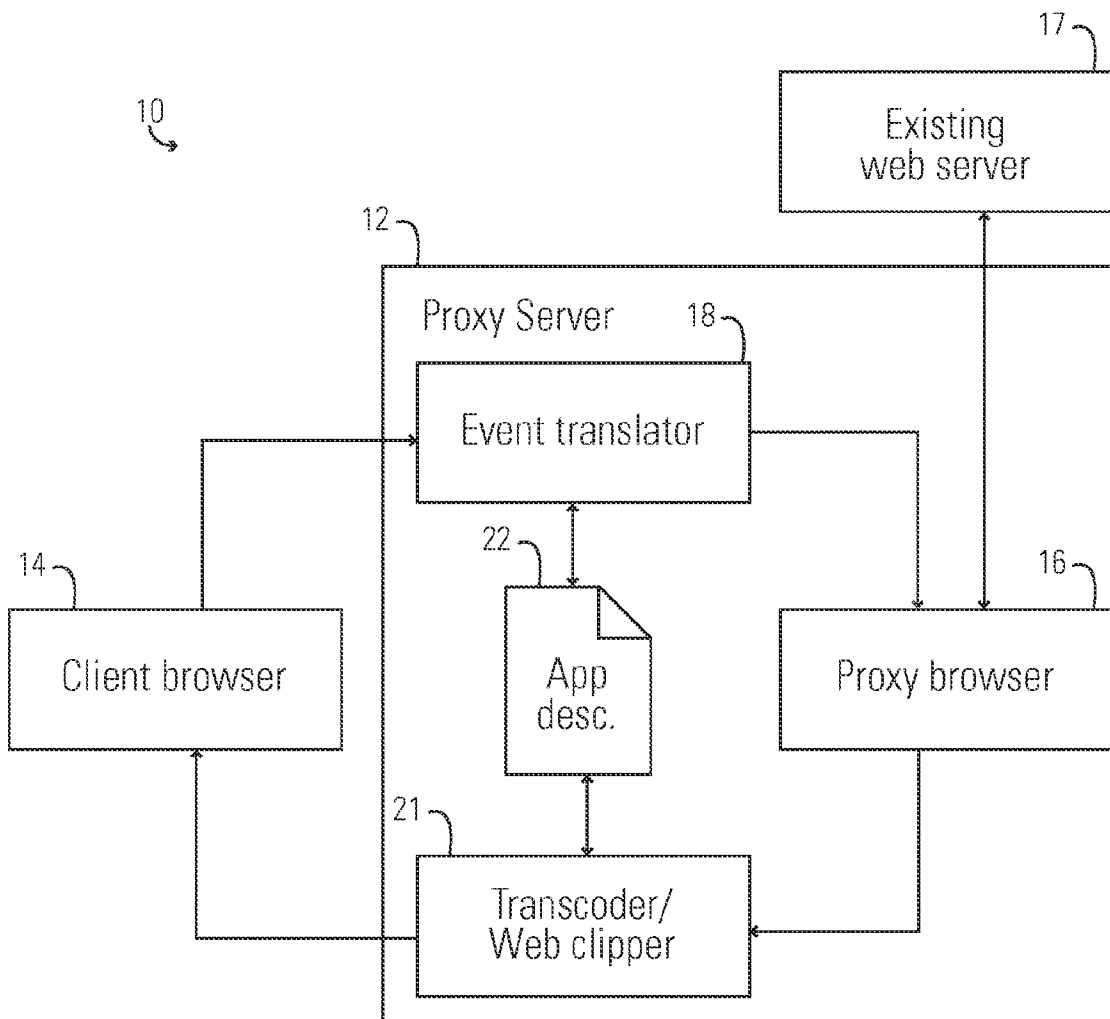 17
10
Existing
web server
12
Proxy Server
18
Event translator
22
14
16
Client browser
App
desc.
Proxy browser
21
Transcoder/
Web clipper